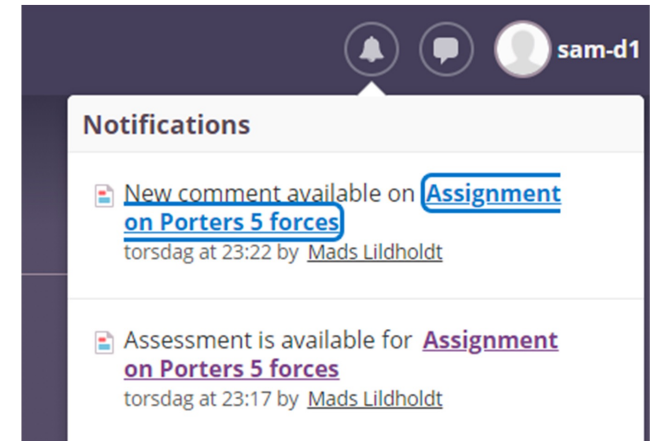 sam-d1
Notifications
New comment available on Assignment
on Porters 5 forces
torsdag at 23:22 by Mads Lildholdt
Assessment is available for Assignment
on Porters 5 forces
torsdag at 23:17 by Mads Lildholdt